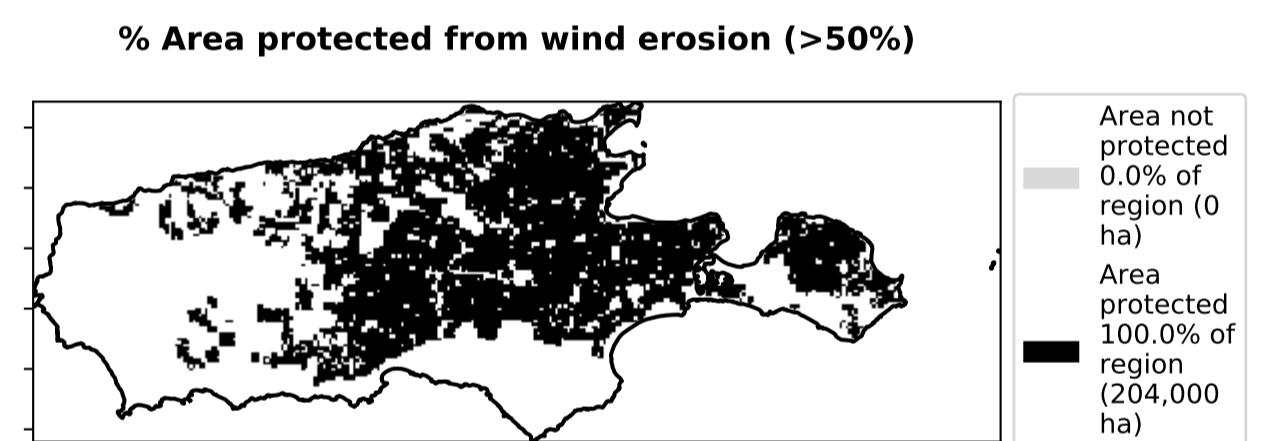 % Area protected from wind erosion (>50%)
Area not
protected
0.0% of
region (0
ha)
Area
protected
100.0% of
region
(204,000
ha)